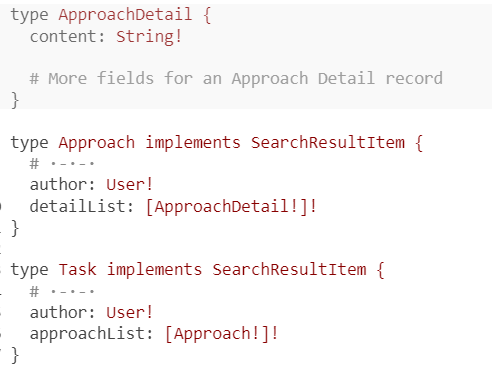 type ApproachDetail {
content: String!
# More fields for an Approach Detail record
}
type Approach implements SearchResultItem {
# ·–·–·
author: User!
detailList: [ApproachDetail!]!
}
type Task implements SearchResultItem {
# ·–·–·
author: User!
approachList: [Approach!]!
}